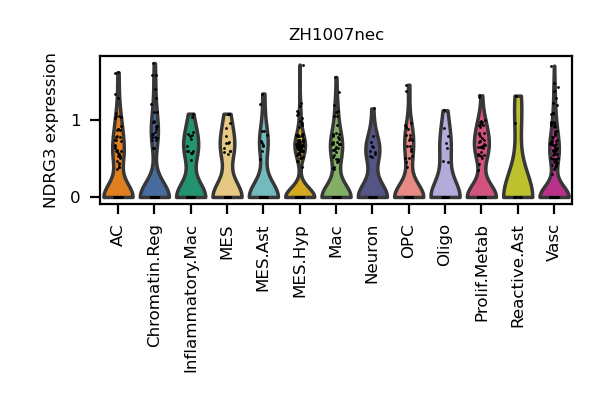 ZH1007nec
NDRG3 expression
1
0
AC
Chromatin.Reg
Inflammatory.Mac
MES
MES.Ast
MES.Hyp
Mac
Neuron
OPC
Oligo
Prolif.Metab
Reactive.Ast
Vasc